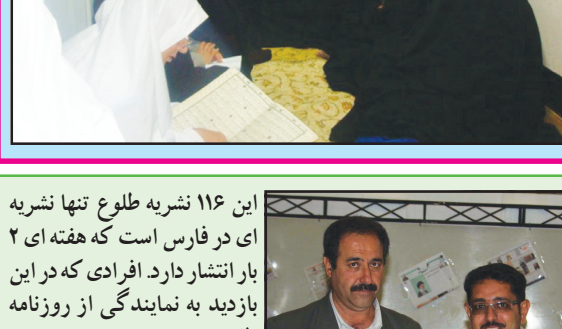 این ۱۱۶ نشریه طلوع تنها نشریه
ای در فارس است که هفته ای ۲
بار انتشار دارد. افرادی که در این
بازدید به نمایندگی از روزنامه